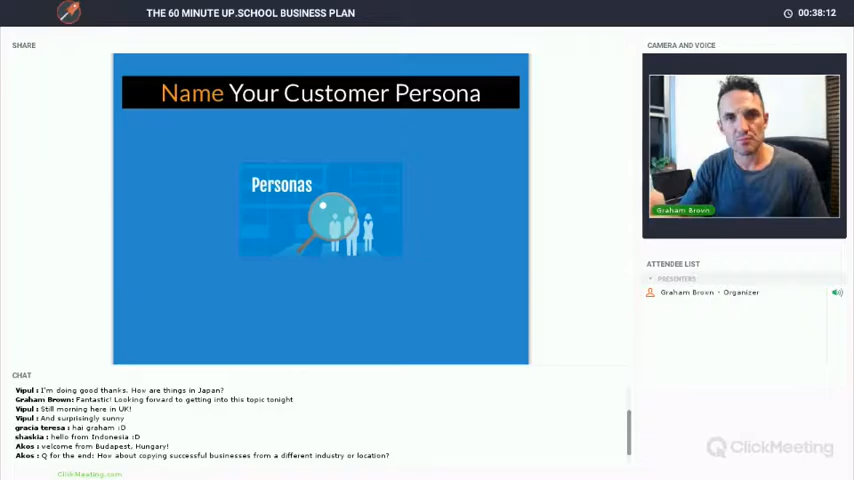 THE 60 MINUTE UP.SCHOOL BUSINESS PLAN
00:38:12
SHARE
Name Your Customer Persona
Personas
CAMERA AND VOICE
Graham Brown
ATTENDEE LIST
PRESENTERS
Graham Brown - Organizer
CHAT
Vipul : I'm doing good thanks. How are things in Japan?
Graham Brown: Fantastic! Looking forward to getting into this topic tonight
Vipul : Still morning here in UK!
Vipul : And surprisingly sunny
gracia teresa : hai graham :D
shaskia : hello from Indonesia :D
Akos : velcome from Budapest, Hungary!
Akos : Q for the end: How about copying successful businesses from a different industry or location?
ClickMeeting.com
ClickMeeting